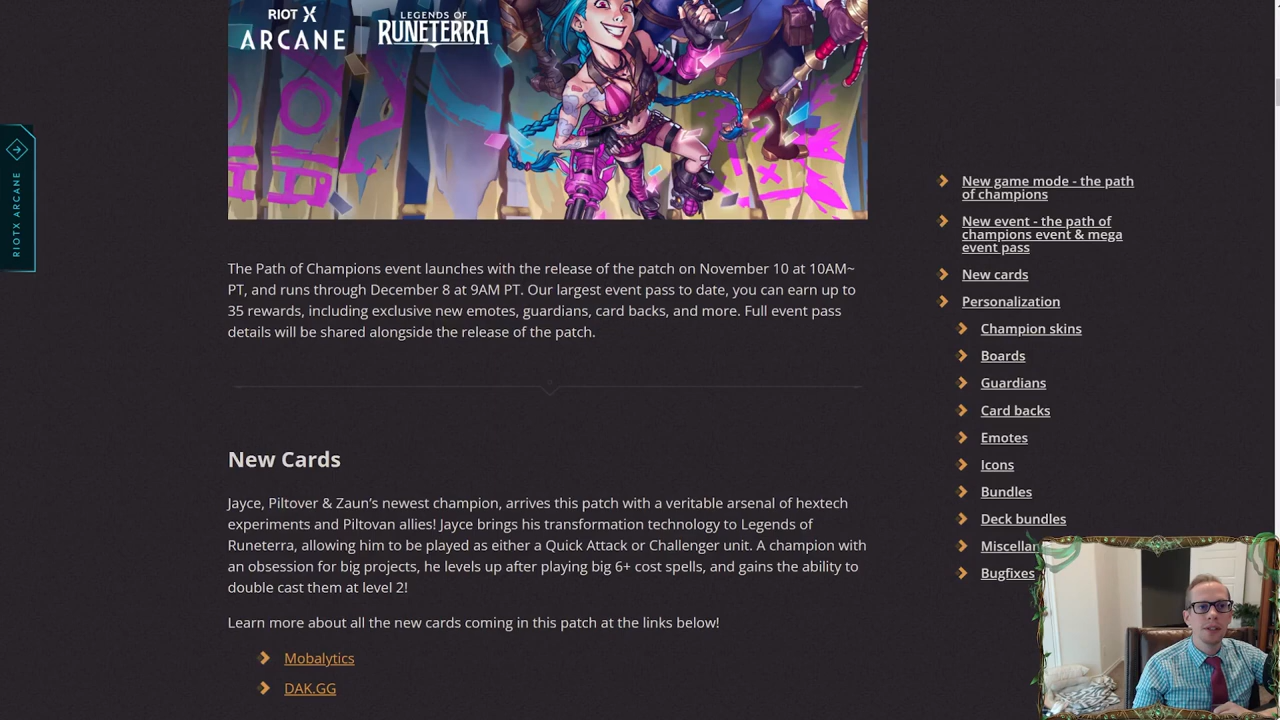 RIOT X
ARCANE
LEGENDS OF
RUNETERRA
RIOTX ARCANE
The Path of Champions event launches with the release of the patch on November 10 at 10AM~
PT, and runs through December 8 at 9AM PT. Our largest event pass to date, you can earn up to
35 rewards, including exclusive new emotes, guardians, card backs, and more. Full event pass
details will be shared alongside the release of the patch.
New Cards
Jayce, Piltover & Zaun’s newest champion, arrives this patch with a veritable arsenal of hextech
experiments and Piltovan allies! Jayce brings his transformation technology to Legends of
Runeterra, allowing him to be played as either a Quick Attack or Challenger unit. A champion with
an obsession for big projects, he levels up after playing big 6+ cost spells, and gains the ability to
double cast them at level 2!
Learn more about all the new cards coming in this patch at the links below!
Mobalytics
DAK.GG
New game mode - the path
of champions
New event - the path of
champions event & mega
event pass
New cards
Personalization
Champion skins
Boards
Guardians
Card backs
Emotes
Icons
Bundles
Deck bundles
Miscellan
Bugfixes